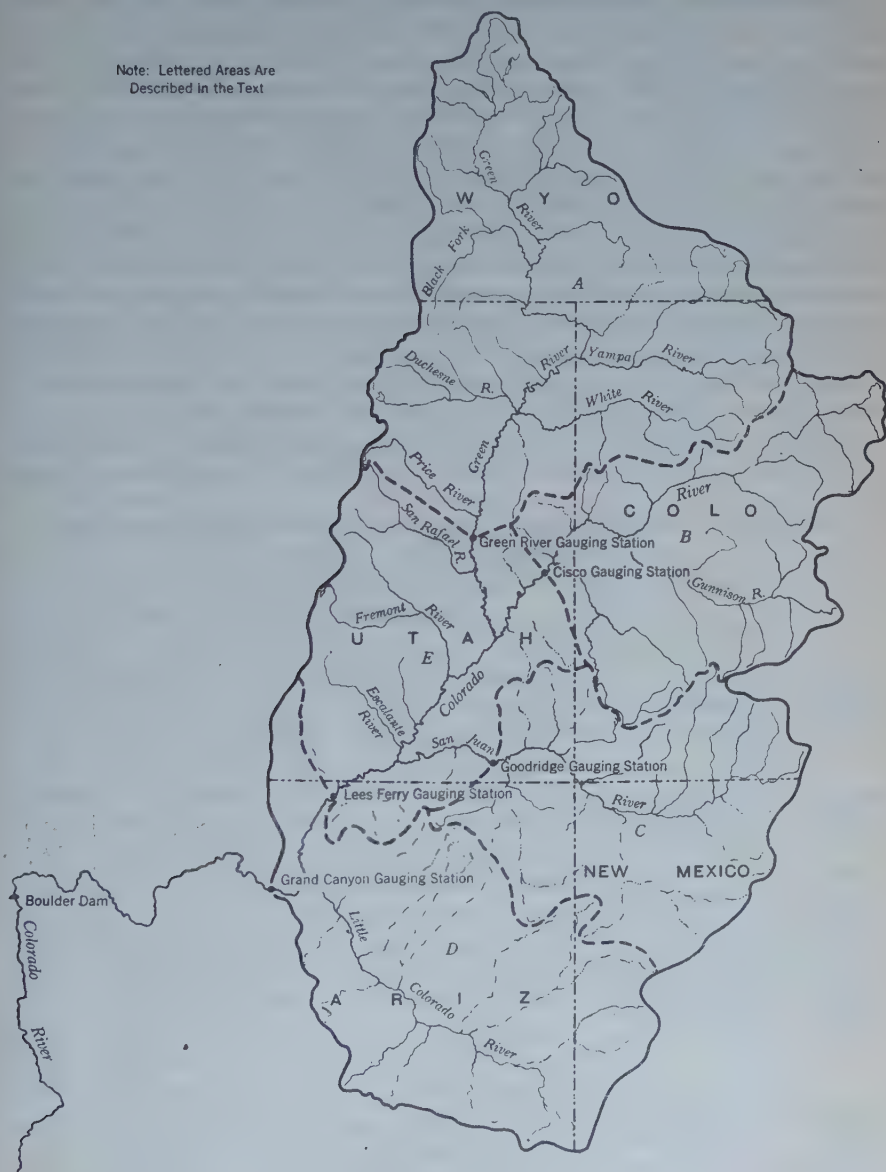 Note: Lettered Areas Are
Described in the Text
Green
River
W Y O
Black Fork
A
Duchesne R.
Green River
Yampa River
White River
Price River
San Rafael R.
COLO
River
B
Green River Gauging Station
Cisco Gauging Station
Gunnison R.
Fremont River
U T A H
E
Colorado
Escalante
River
San Juan
Goodridge Gauging Station
Lees Ferry Gauging Station
River
C
NEW MEXICO
Grand Canyon Gauging Station
Boulder Dam
Colorado
River
Little
Colorado
River
D
A R I Z